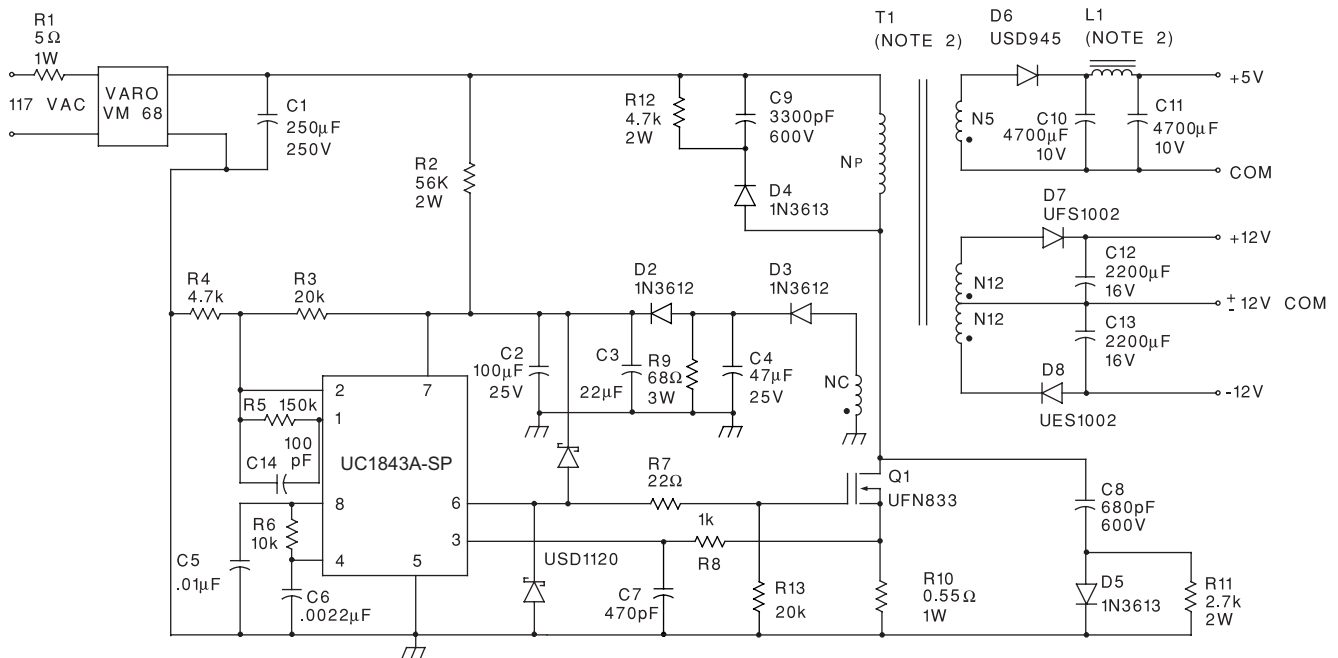 R1
5Ω
1W
117 VAC
VARO
VM 68
C1
250µF
250V
R2
56K
2W
R12
4.7k
2W
C9
3300pF
600V
D4
1N3613
NP
T1
(NOTE 2)
D6
USD945
L1
(NOTE 2)
+5V
N5
C10
4700µF
10V
C11
4700µF
10V
COM
D7
UFS1002
+12V
N12
N12
C12
2200µF
16V
± 12V COM
C13
2200µF
16V
D8
UES1002
-12V
R4
4.7k
R3
20k
D2
1N3612
D3
1N3612
C2
100µF
25V
C3
22µF
R9
68Ω
3W
C4
47µF
25V
NC
2
7
R5 150k
1
100
pF
C14
UC1843A-SP
8
R6
10k
4
5
6
3
C5
.01µF
C6
.0022µF
USD1120
R7
22Ω
1k
R8
C7
470pF
R13
20k
Q1
UFN833
R10
0.55Ω
1W
C8
680pF
600V
D5
1N3613
R11
2.7k
2W